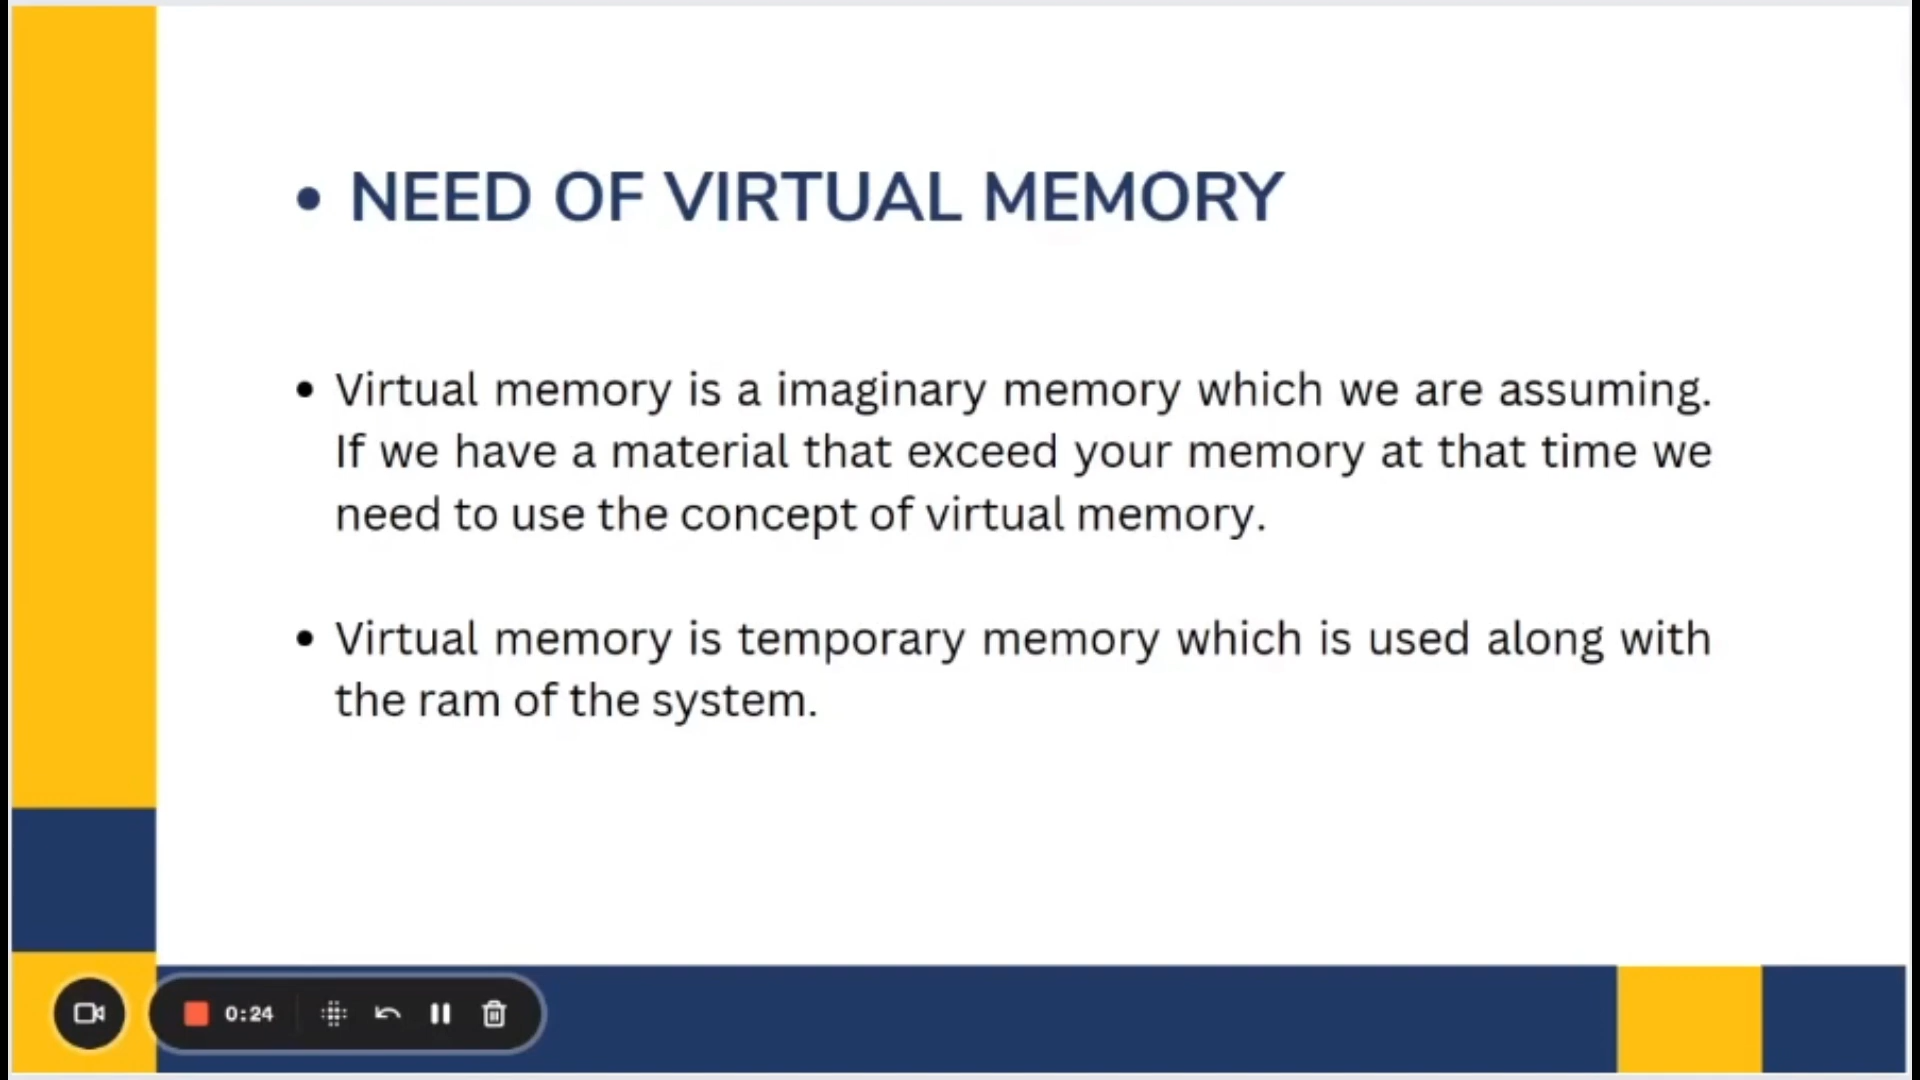 • NEED OF VIRTUAL MEMORY
• Virtual memory is a imaginary memory which we are assuming.
If we have a material that exceed your memory at that time we
need to use the concept of virtual memory.
• Virtual memory is temporary memory which is used along with
the ram of the system.
0:24